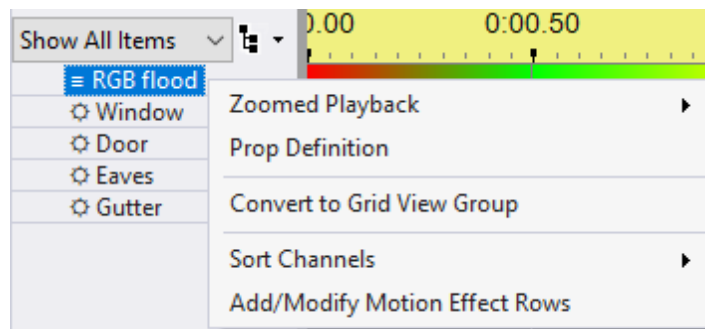 Show All Items
0.00 0:00.50
RGB flood
Window
Door
Eaves
Gutter
Zoomed Playback
Prop Definition
Convert to Grid View Group
Sort Channels
Add/Modify Motion Effect Rows